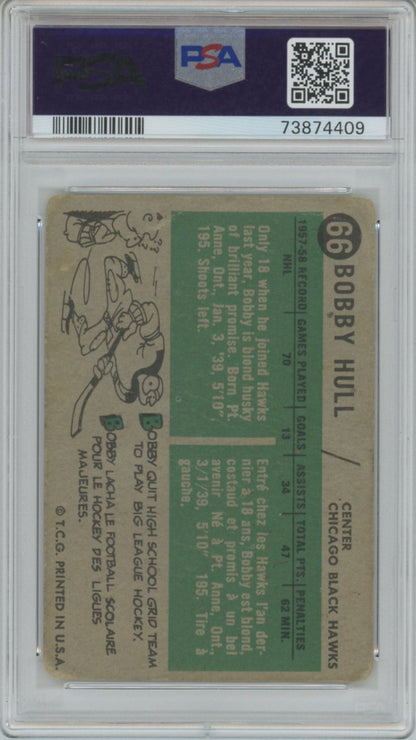 PSA
PSA
73874409
66 BOBBY HULL /
CENTER
CHICAGO BLACK HAWKS
1957-58 RECORD GAMES PLAYED GOALS ASSISTS TOTAL PTS. PENALTIES
NHL 70 13 34 47 62 MIN.
Only 18 when he joined Hawks
last year, Bobby is blond husky
of brilliant promise. Born Pt.
Anne, Ont., Jan. 3, '39. 5'10"
195. Shoots left.
Entré chez les Hawks l'an der-
nier à 18 ans, Bobby est blond,
costaud et promis à un bel
avenir Né à Pt. Anne, Ont.,
3/1/39. 5'10" 195. Tire à
gauche.
BOBBY QUIT HIGH SCHOOL GRID TEAM
TO PLAY BIG LEAGUE HOCKEY.
BOBBY LACHA LE FOOTBALL SCOLAIRE
POUR LE HOCKEY DES LIGUES
MAJEURES.
© T.C.G. PRINTED IN U.S.A.